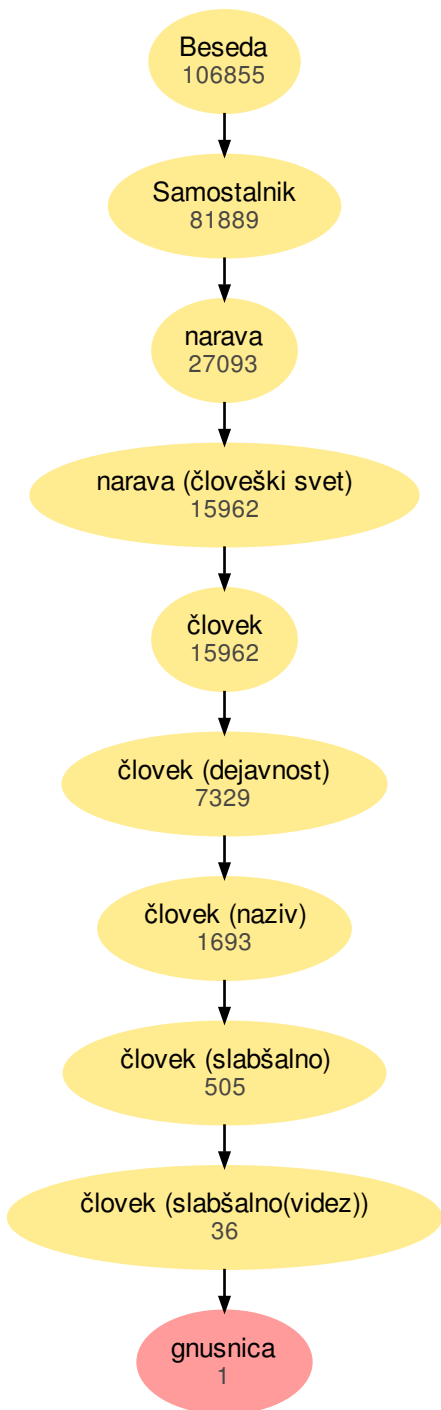 Beseda
106855
Samostalnik
81889
narava
27093
narava (človeški svet)
15962
človek
15962
človek (dejavnost)
7329
človek (naziv)
1693
človek (slabšalno)
505
človek (slabšalno(videz))
36
gnusnica
1